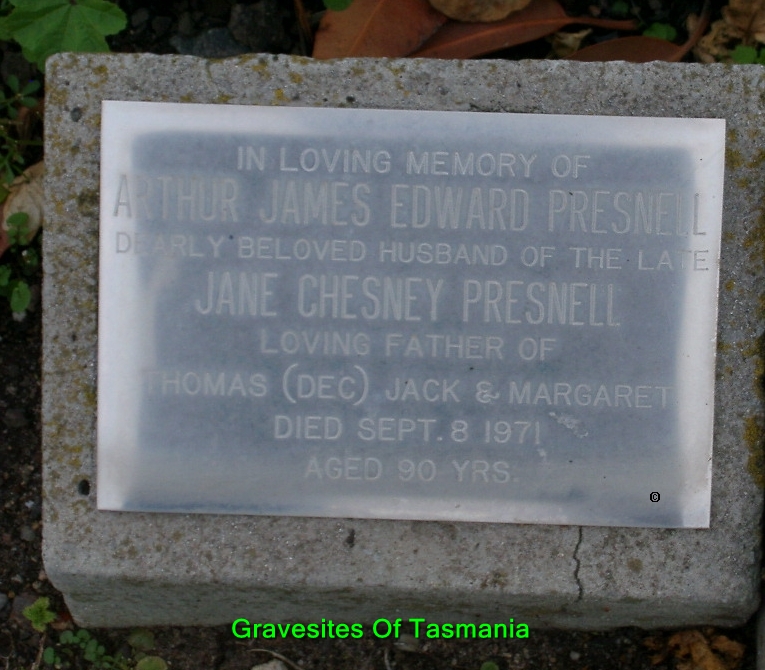 IN LOVING MEMORY OF
ARTHUR JAMES EDWARD PRESNELL
DEARLY BELOVED HUSBAND OF THE LATE
JANE CHESNEY PRESNELL
LOVING FATHER OF
THOMAS (DEC) JACK & MARGARET
DIED SEPT. 8 1971
AGED 90 YRS.
©
Gravesites Of Tasmania